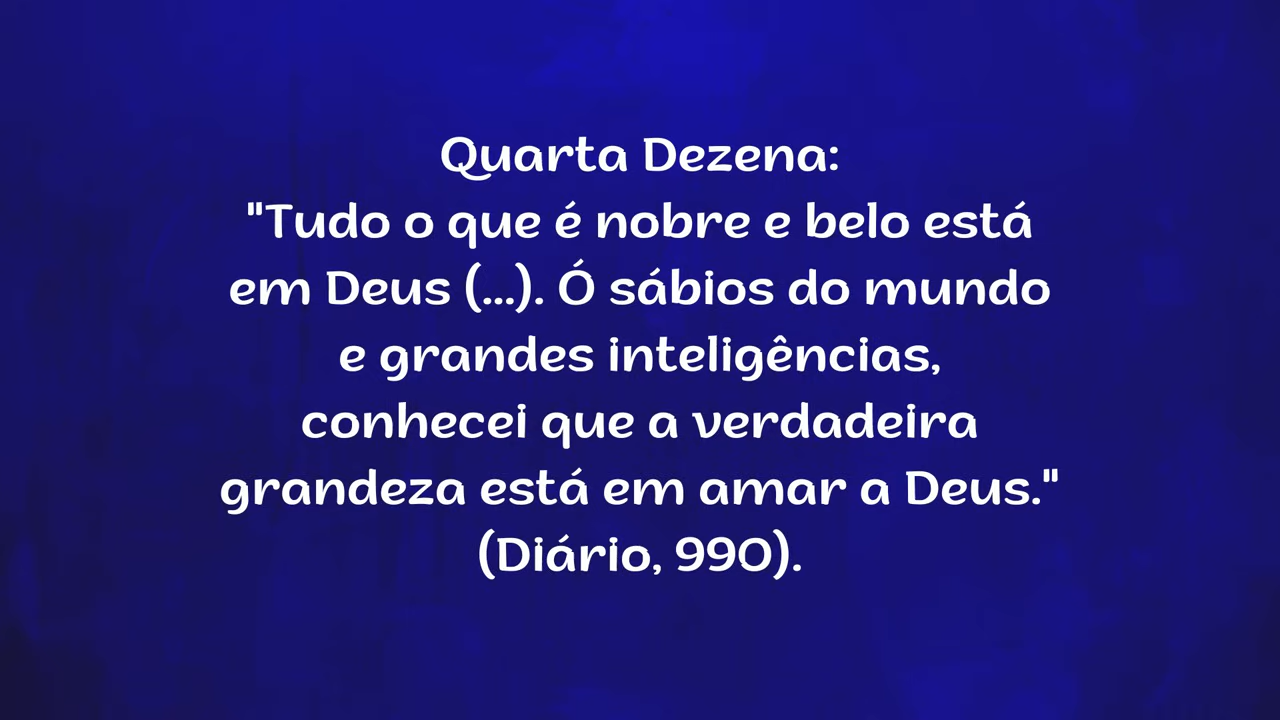 Quarta Dezena:
"Tudo o que é nobre e belo está
em Deus (...). Ó sábios do mundo
e grandes inteligências,
conhecei que a verdadeira
grandeza está em amar a Deus."
(Diário, 990).